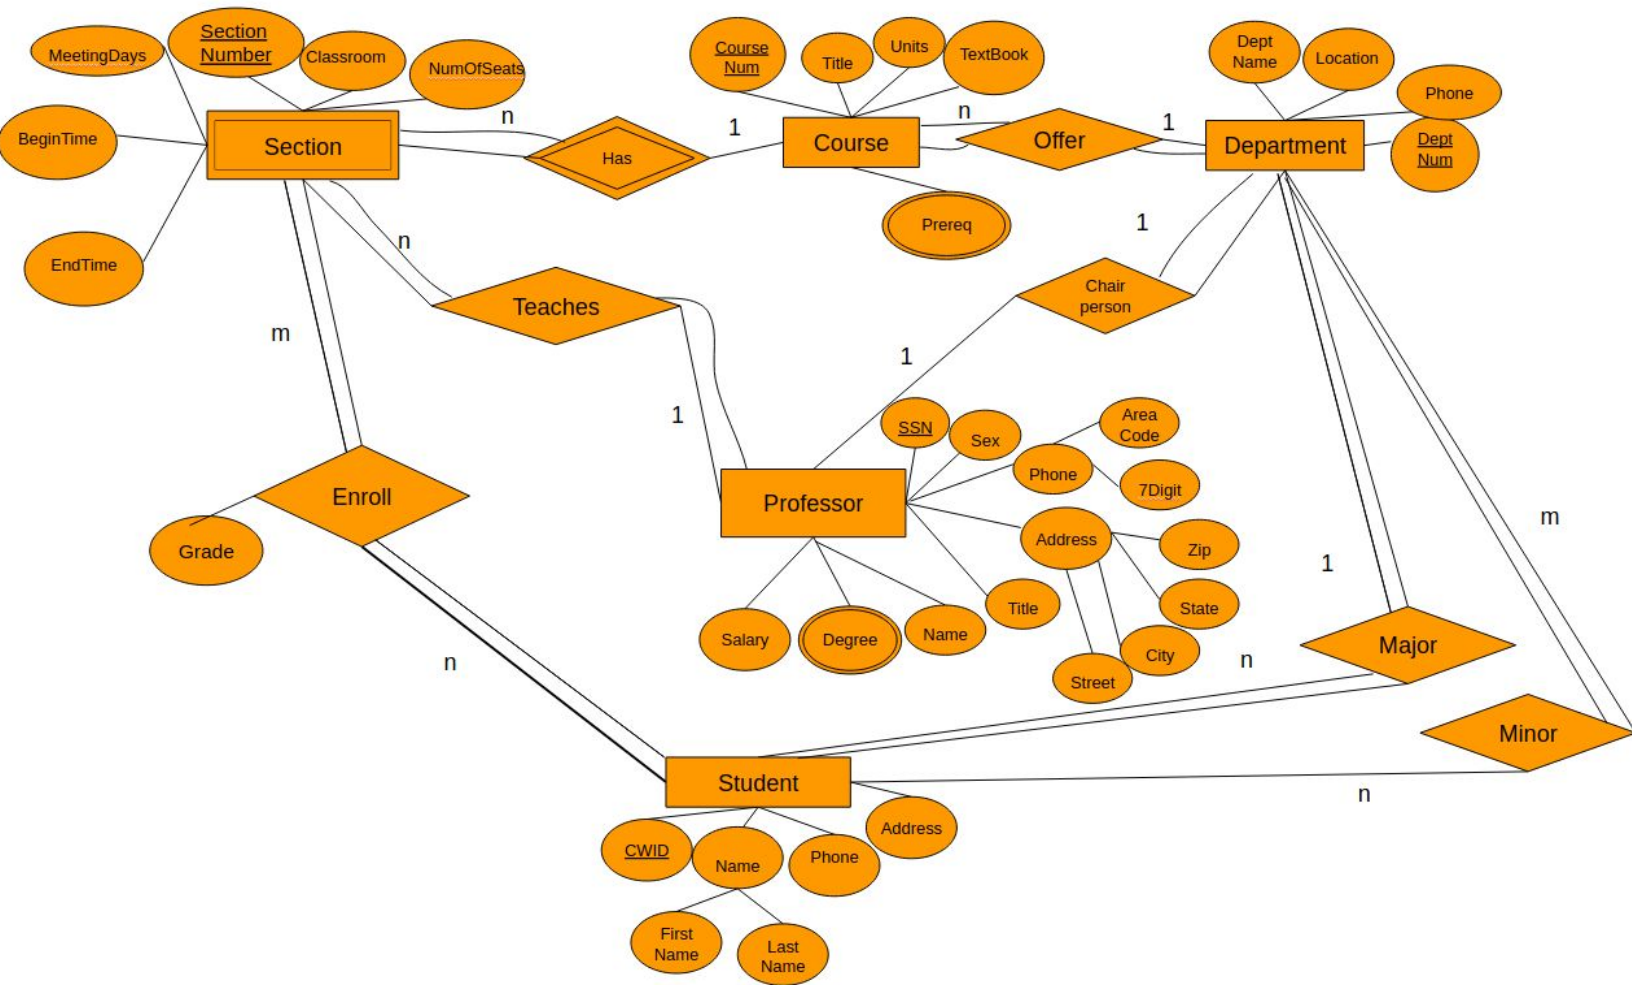 MeetingDays
Section
Number
Classroom
NumOfSeats
BeginTime
EndTime
Section
n
Has
1
Course
Num
Title
Units
TextBook
Course
Prereq
n
Offer
1
Dept
Name
Location
Phone
Dept
Num
Department
n
Teaches
1
1
Chair
person
1
m
Enroll
Grade
n
SSN
Sex
Phone
Area
Code
7Digit
Professor
Address
Zip
State
City
Street
Title
Name
Degree
Salary
1
Major
n
m
Minor
n
Student
CWID
Name
Phone
Address
First
Name
Last
Name